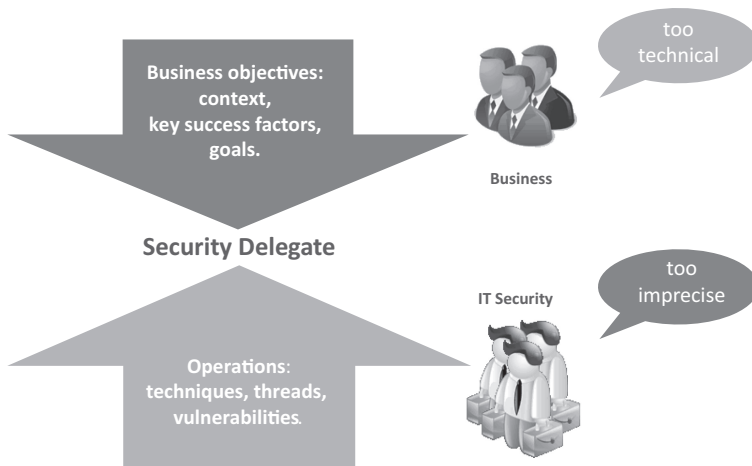 Business objectives:
context,
key success factors,
goals.
too
technical
Business
Security Delegate
IT Security
too
imprecise
Operations:
techniques, threads,
vulnerabilities.